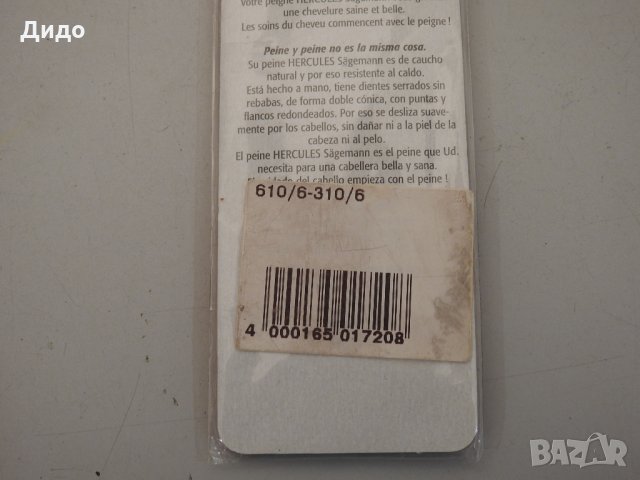 Дидо
votre peigne HERCULES
une chevelure saine et belle.
Les soins du cheveu commencent avec le peigne !
Peine y peine no es la misma cosa.
Su peine HERCULES Sägemann es de caucho
natural y por eso resistente al caldo.
Está hecho a mano, tiene dientes serrados sin
rebabas, de forma doble cónica, con puntas y
flancos redondeados. Por eso se desliza suave-
mente por los cabellos, sin dañar ni a la piel de la
cabeza ni al pelo.
El peine HERCULES Sägemann es el peine que Ud.
necesita para una cabellera bella y sana.
del cabello empieza con el peine !
610/6-310/6
4 000165 017208
BAZAR